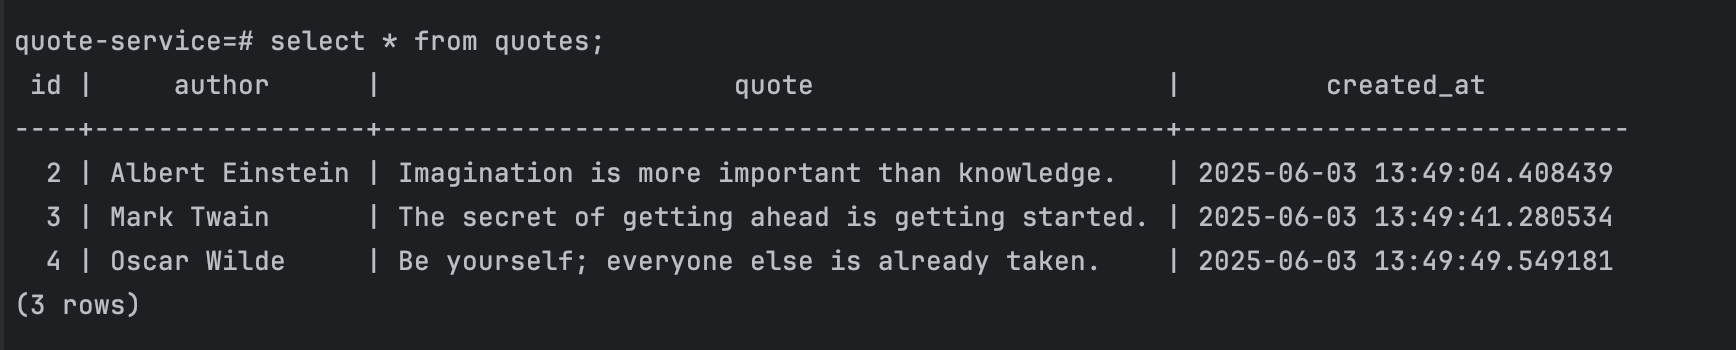 quote-service=# select * from quotes;
 id |     author      |                      quote                      |         created_at
----+-----------------+-------------------------------------------------+----------------------------
  2 | Albert Einstein | Imagination is more important than knowledge.   | 2025-06-03 13:49:04.408439
  3 | Mark Twain      | The secret of getting ahead is getting started. | 2025-06-03 13:49:41.280534
  4 | Oscar Wilde     | Be yourself; everyone else is already taken.    | 2025-06-03 13:49:49.549181
(3 rows)